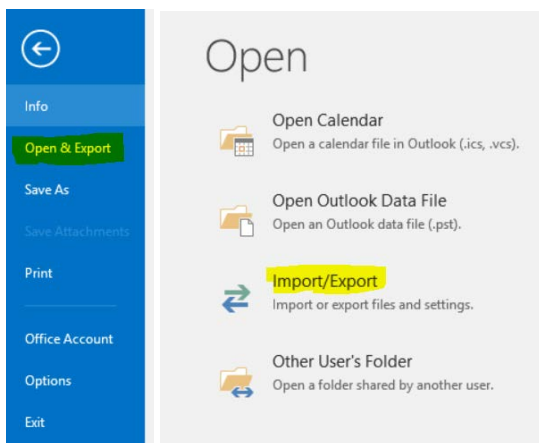 Info
Open & Export
Save As
Save Attachments
Print
Office Account
Options
Exit
Open
Open Calendar
Open a calendar file in Outlook (.ics, .vcs).
Open Outlook Data File
Open an Outlook data file (.pst).
Import/Export
Import or export files and settings.
Other User's Folder
Open a folder shared by another user.